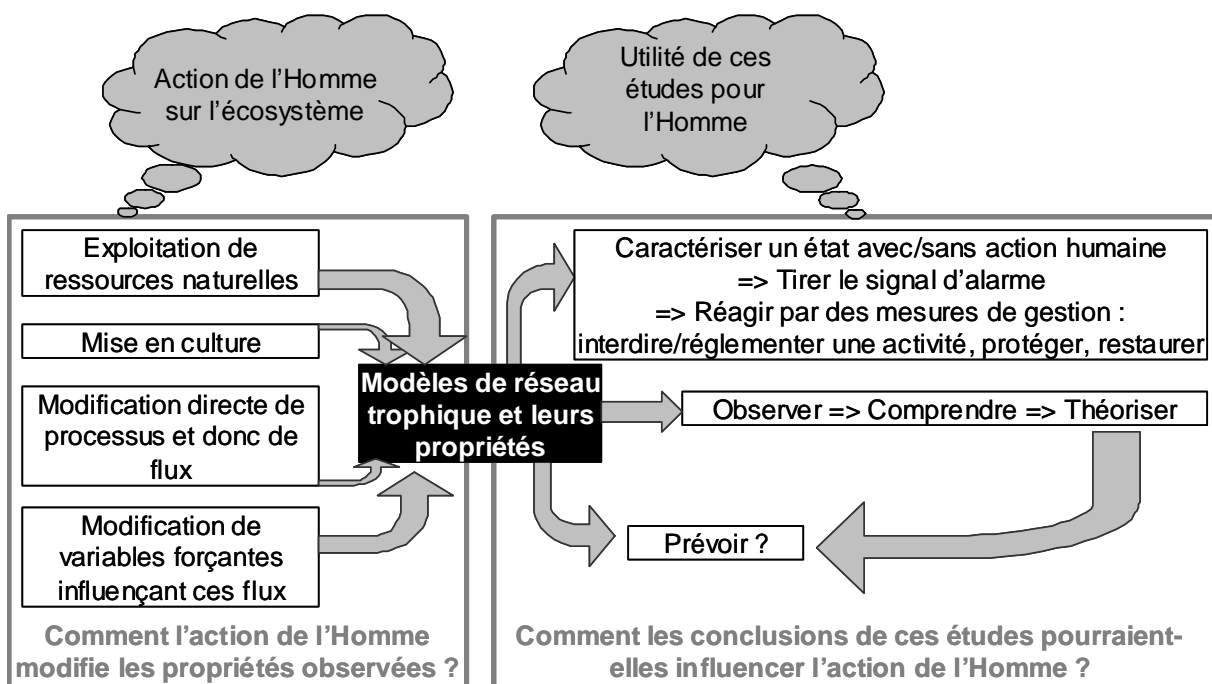 Action de l'Homme
sur l'écosystème
Utilité de ces
études pour
l'Homme
Exploitation de
ressources naturelles
Mise en culture
Modification directe de
processus et donc de
flux
Modification de
variables forçantes
influençant ces flux
Comment l'action de l'Homme
modifie les propriétés observées ?
Modèles de réseau
trophique et leurs
propriétés
Caractériser un état avec/sans action humaine
=> Tirer le signal d'alarme
=> Réagir par des mesures de gestion :
interdire/réglementer une activité, protéger, restaurer
Observer => Comprendre => Théoriser
Prévoir ?
Comment les conclusions de ces études pourraient-
elles influencer l'action de l'Homme ?